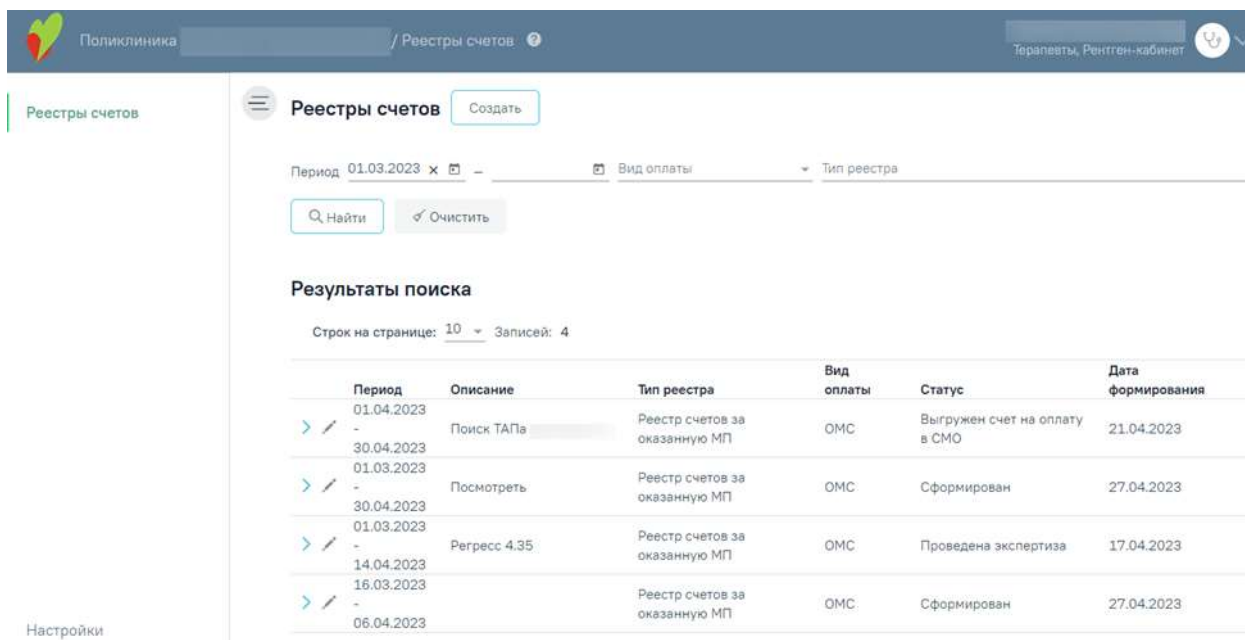 Поликлиника / Реестры счетов ?
Терапевты, Рентген-кабинет
Реестры счетов
Реестры счетов Создать
Период 01.03.2023 – Вид оплаты Тип реестра
Найти Очистить
Результаты поиска
Строк на странице: 10 Записей: 4
Период Описание Тип реестра Вид оплаты Статус Дата формирования
01.04.2023 - 30.04.2023 Поиск ТАПа Реестр счетов за оказанную МП ОМС Выгружен счет на оплату в СМО 21.04.2023
01.03.2023 - 30.04.2023 Посмотреть Реестр счетов за оказанную МП ОМС Сформирован 27.04.2023
01.03.2023 - 14.04.2023 Регресс 4.35 Реестр счетов за оказанную МП ОМС Проведена экспертиза 17.04.2023
16.03.2023 - 06.04.2023 Реестр счетов за оказанную МП ОМС Сформирован 27.04.2023
Настройки